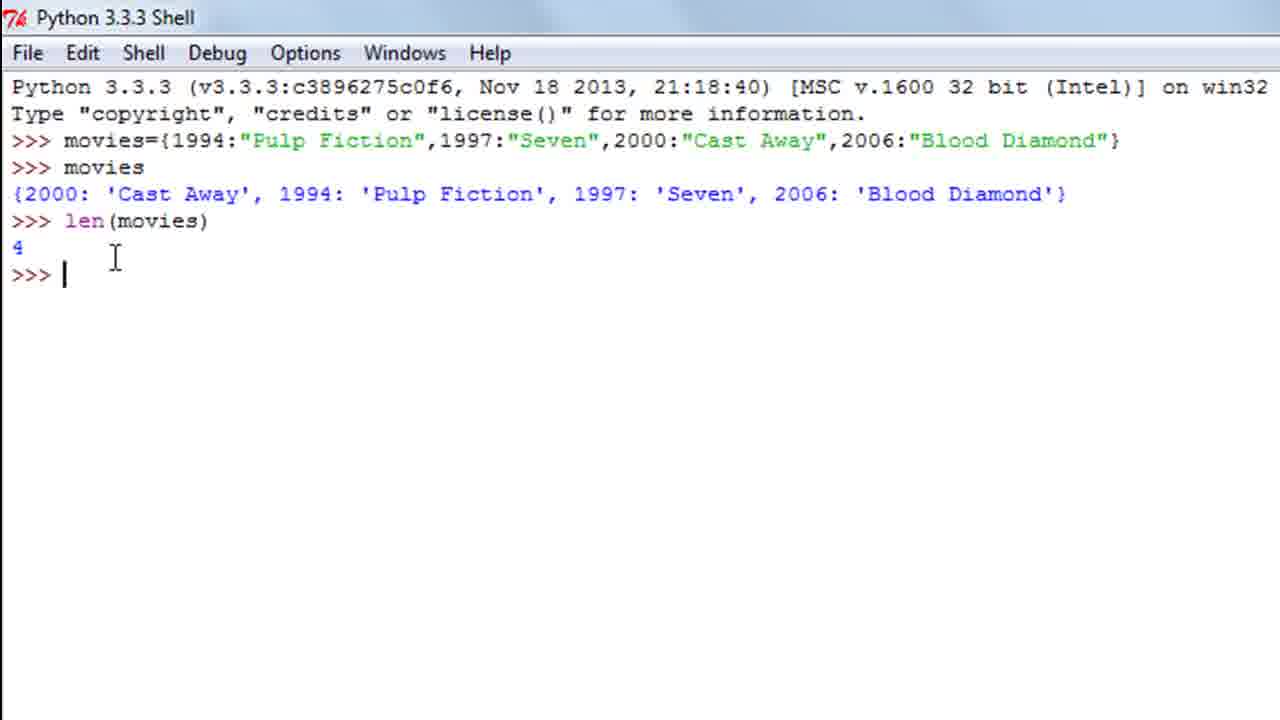 Python 3.3.3 Shell
File Edit Shell Debug Options Windows Help
Python 3.3.3 (v3.3.3:c3896275c0f6, Nov 18 2013, 21:18:40) [MSC v.1600 32 bit (Intel)] on win32
Type "copyright", "credits" or "license()" for more information.
>>> movies={1994:"Pulp Fiction",1997:"Seven",2000:"Cast Away",2006:"Blood Diamond"}
>>> movies
{2000: 'Cast Away', 1994: 'Pulp Fiction', 1997: 'Seven', 2006: 'Blood Diamond'}
>>> len(movies)
4
>>>